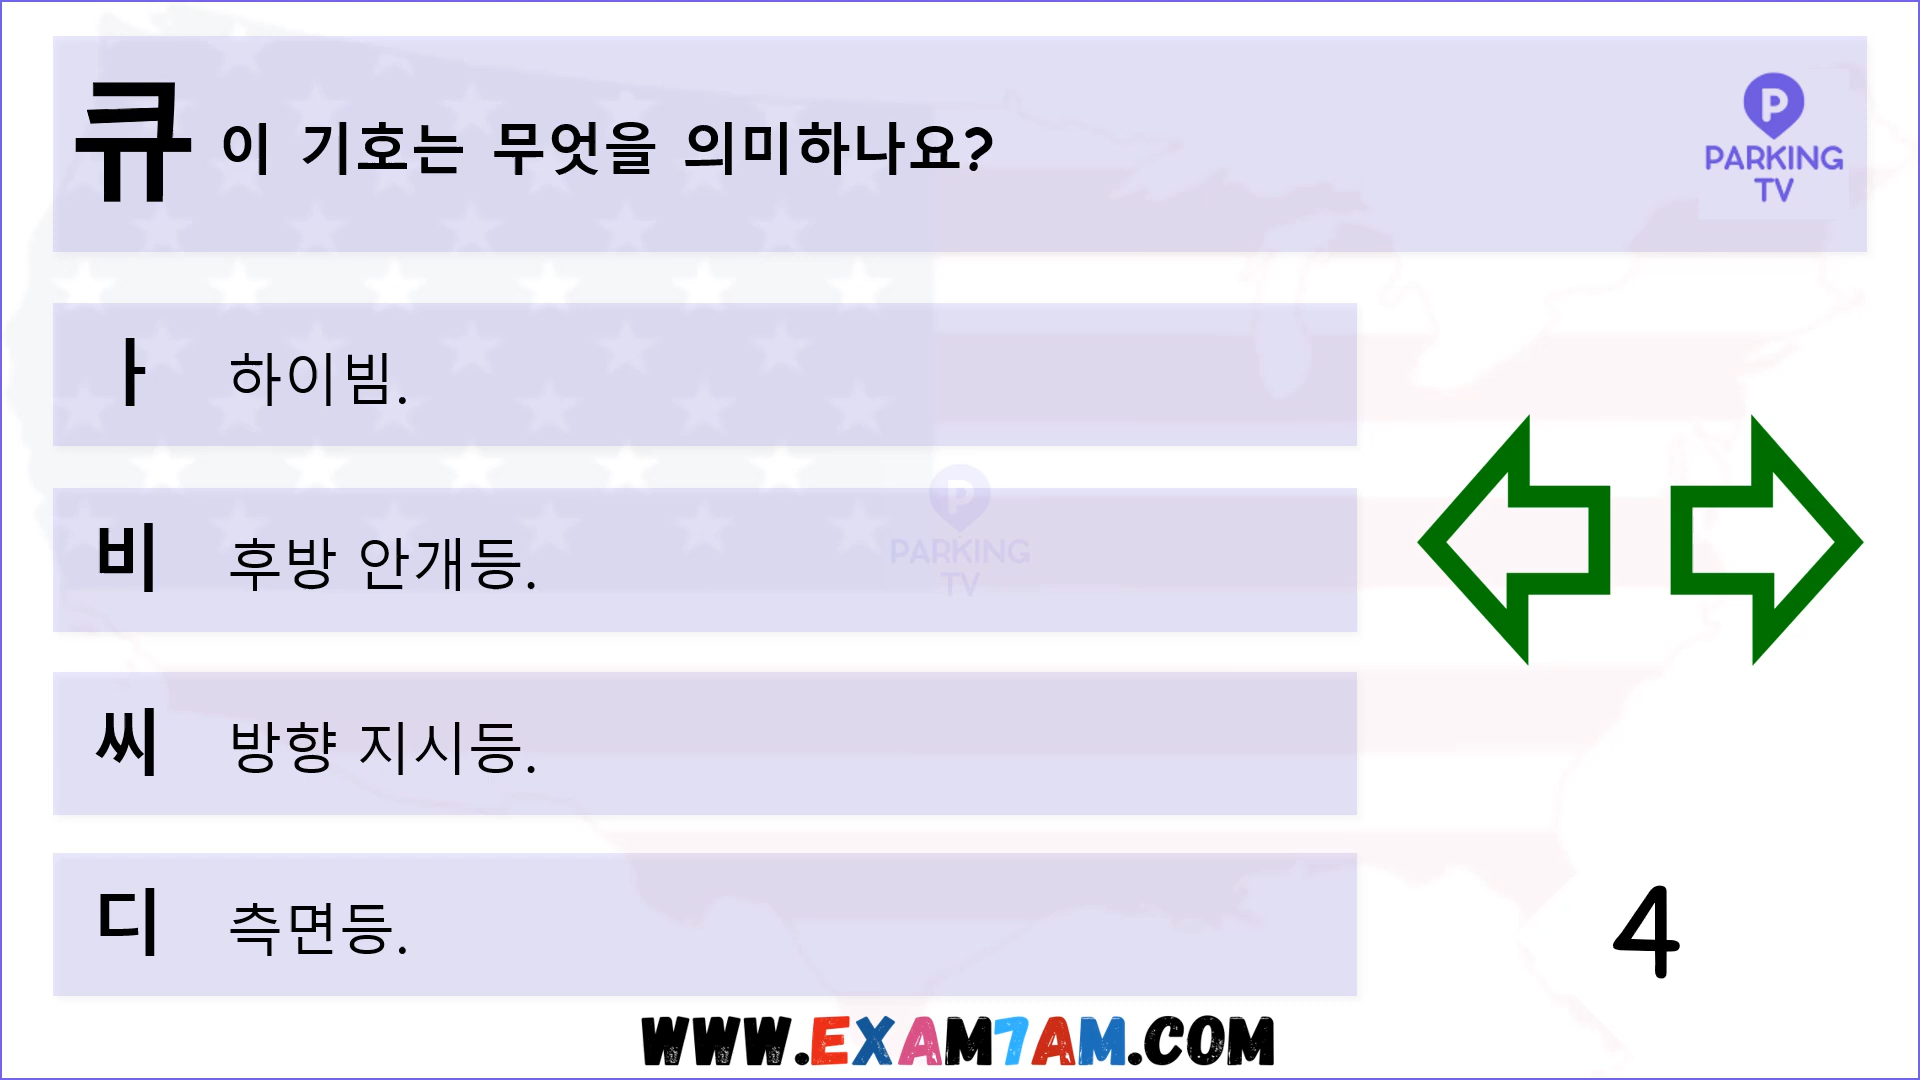 큐 이 기호는 무엇을 의미하나요?
PARKING
TV
ㅏ 하이빔.
비 후방 안개등.
PARKING
TV
씨 방향 지시등.
디 측면등.
4
WWW.EXAM7AM.COM